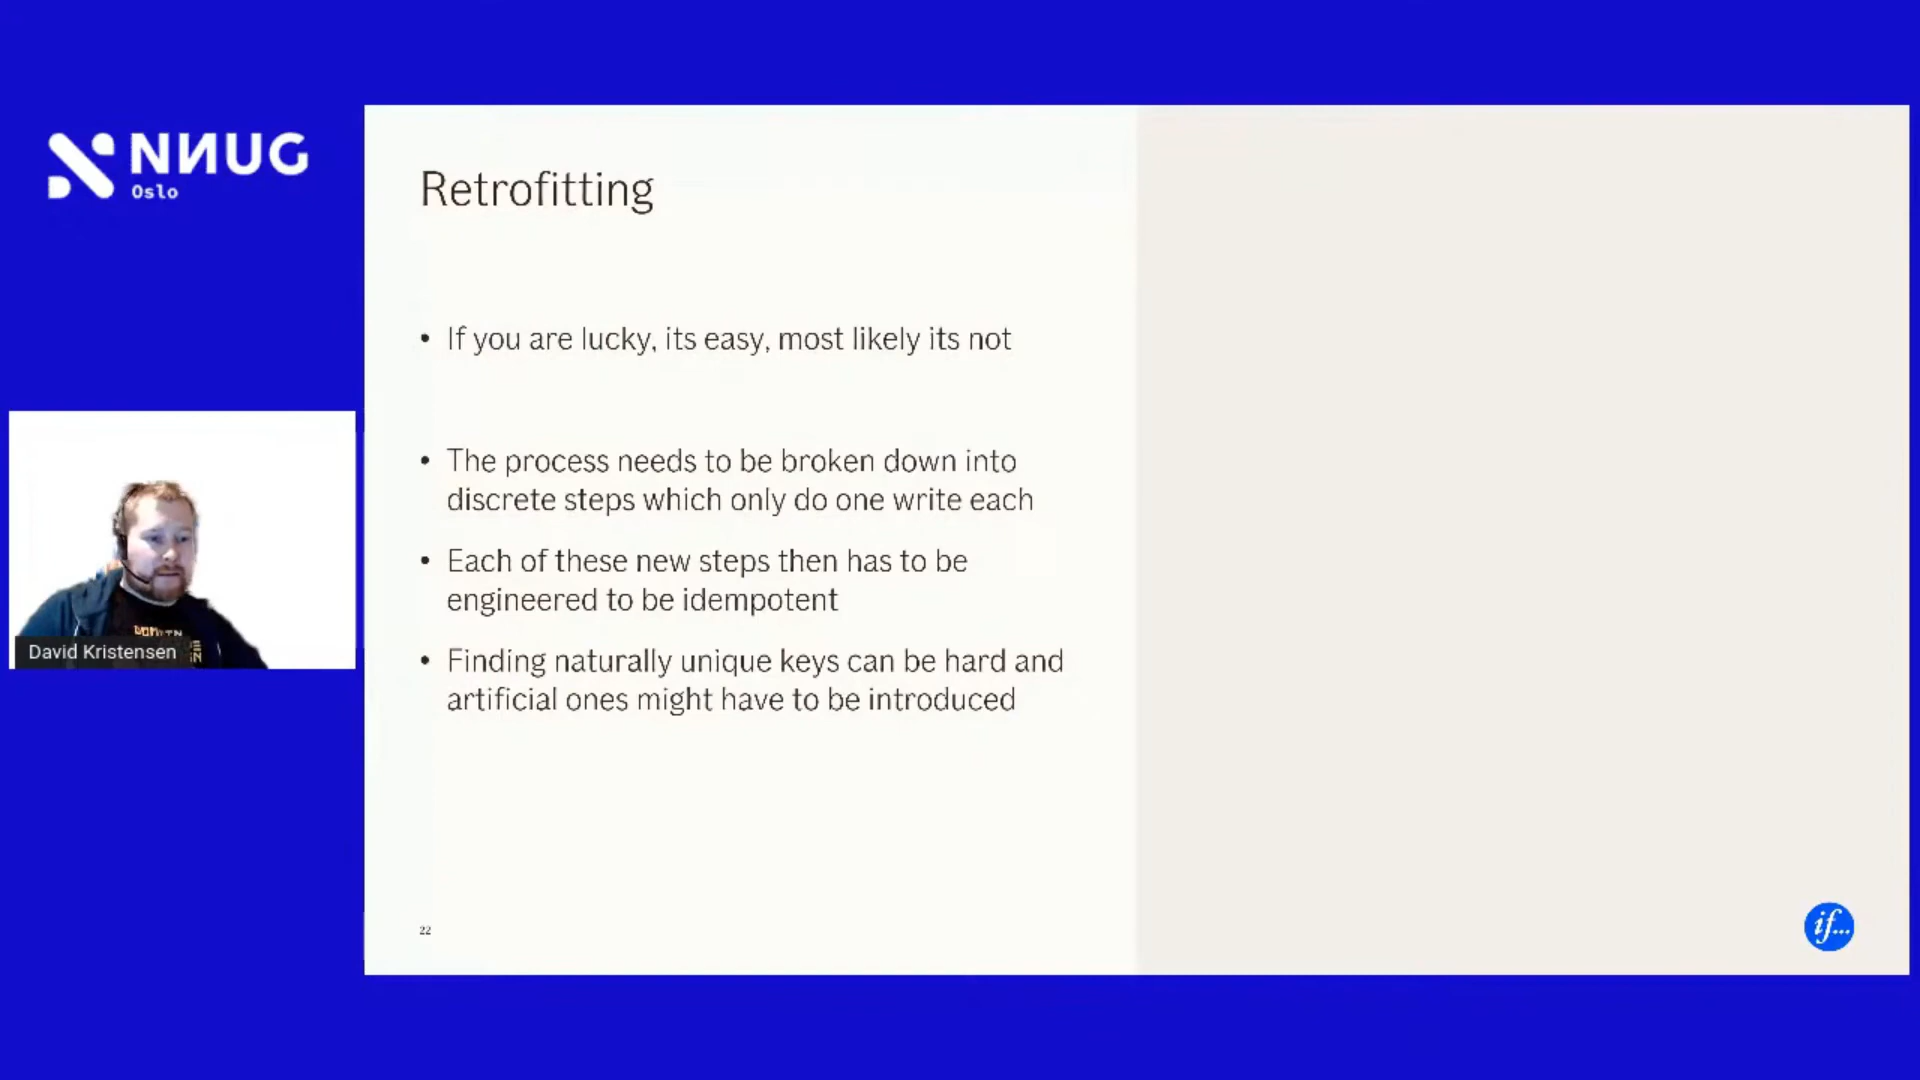 NИUG
Oslo
Retrofitting
• If you are lucky, its easy, most likely its not
• The process needs to be broken down into
discrete steps which only do one write each
• Each of these new steps then has to be
engineered to be idempotent
• Finding naturally unique keys can be hard and
artificial ones might have to be introduced
David Kristensen
22
if...